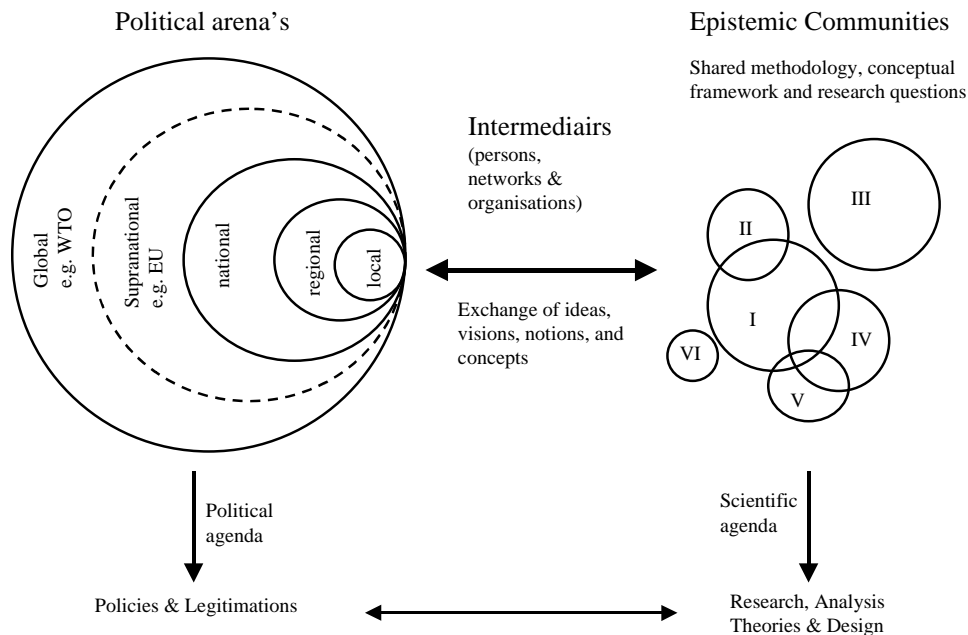 Political arena's
Epistemic Communities
Shared methodology, conceptual
framework and research questions
Intermediairs
(persons,
networks &
organisations)
Global
e.g. WTO
Supranational
e.g. EU
national
regional
local
Exchange of ideas,
visions, notions, and
concepts
III
II
I
IV
VI
V
Political
agenda
Scientific
agenda
Policies & Legitimations
Research, Analysis
Theories & Design